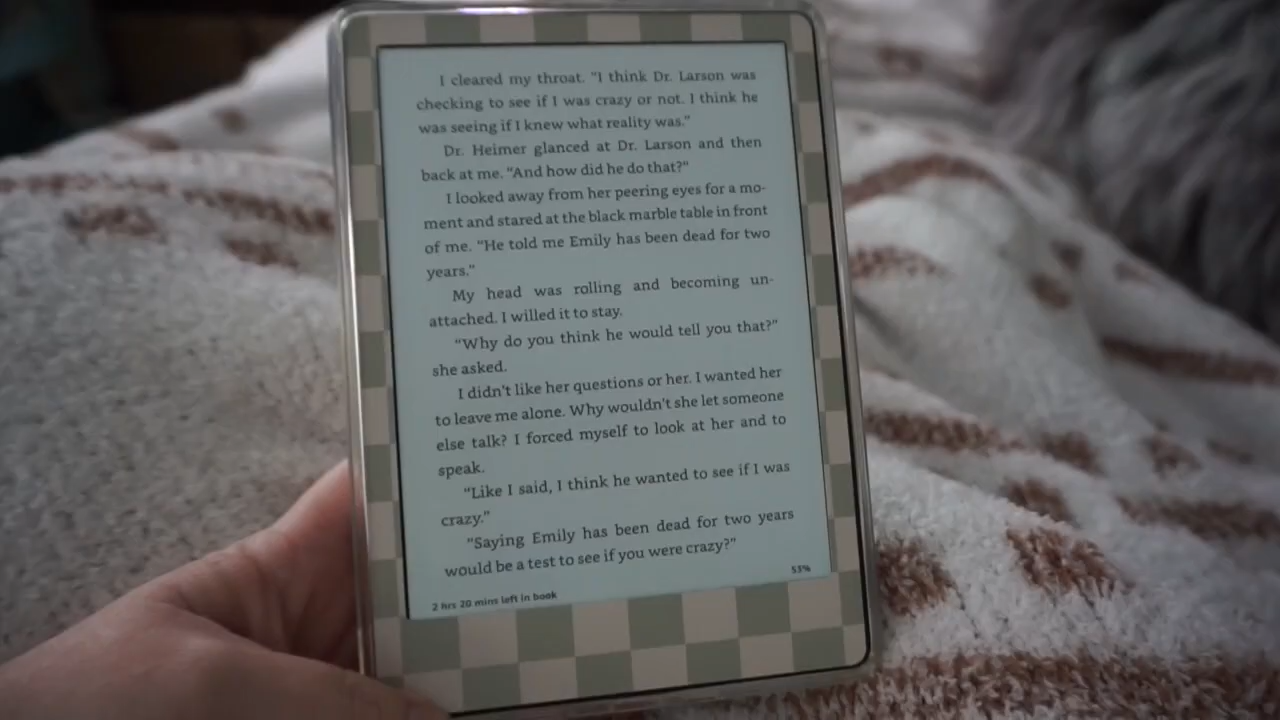 I cleared my throat. "I think Dr. Larson was
checking to see if I was crazy or not. I think he
was seeing if I knew what reality was."
Dr. Heimer glanced at Dr. Larson and then
back at me. "And how did he do that?"
I looked away from her peering eyes for a mo-
ment and stared at the black marble table in front
of me. "He told me Emily has been dead for two
years."
My head was rolling and becoming un-
attached. I willed it to stay.
"Why do you think he would tell you that?"
she asked.
I didn't like her questions or her. I wanted her
to leave me alone. Why wouldn't she let someone
else talk? I forced myself to look at her and to
speak.
"Like I said, I think he wanted to see if I was
crazy."
"Saying Emily has been dead for two years
would be a test to see if you were crazy?"
2 hrs 20 mins left in book 53%